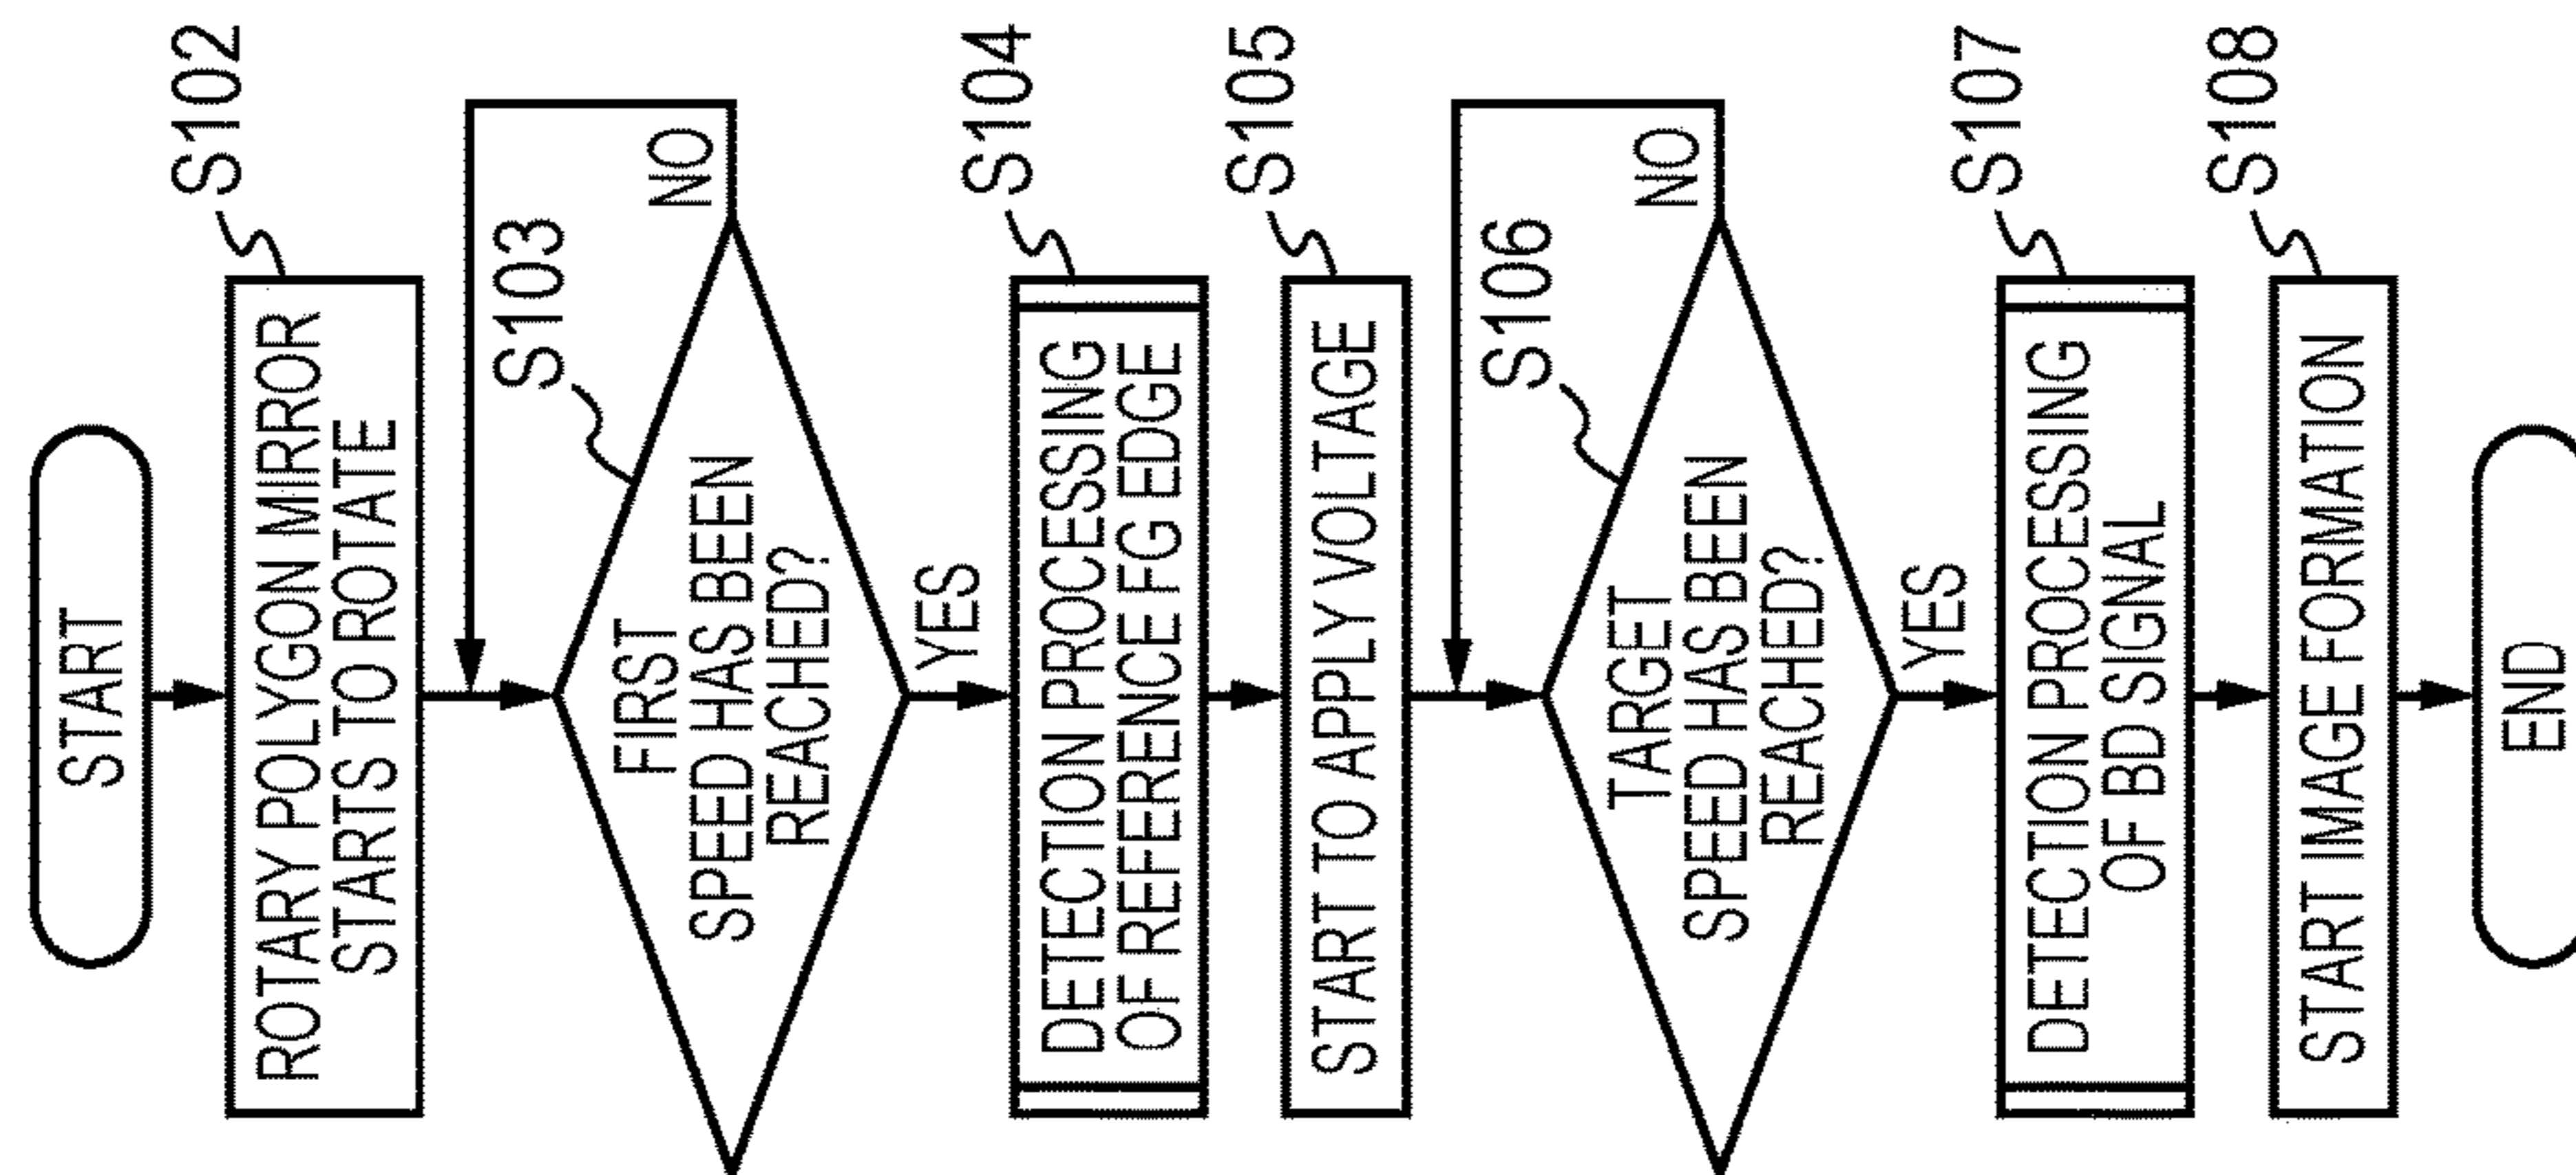 START
ROTARY POLYGON MIRROR
STARTS TO ROTATE
S102
FIRST
SPEED HAS BEEN
REACHED?
S103
NO
YES
DETECTION PROCESSING
OF REFERENCE FG EDGE
S104
START TO APPLY VOLTAGE
S105
TARGET
SPEED HAS BEEN
REACHED?
S106
NO
YES
DETECTION PROCESSING
OF BD SIGNAL
S107
START IMAGE FORMATION
S108
END